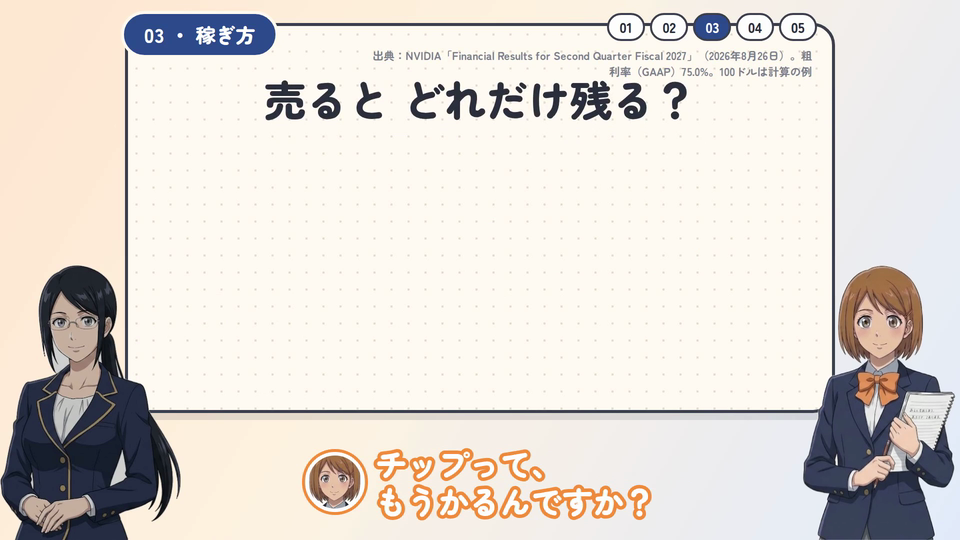 03 ・ 稼ぎ方
01 02 03 04 05
出典：NVIDIA「Financial Results for Second Quarter Fiscal 2027」（2026年8月26日）。粗
利率（GAAP）75.0%。100ドルは計算の例
売ると どれだけ残る？
チップって、
もうかるんですか？